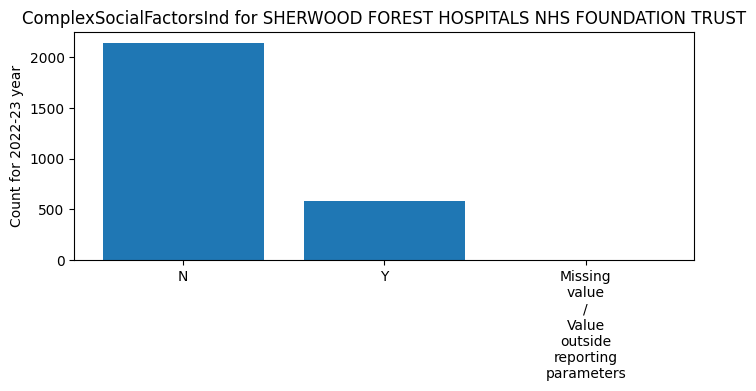 ComplexSocialFactorsInd for SHERWOOD FOREST HOSPITALS NHS FOUNDATION TRUST
Count for 2022-23 year
2000
1500
1000
500
0
N
Y
Missing
value
/
Value
outside
reporting
parameters